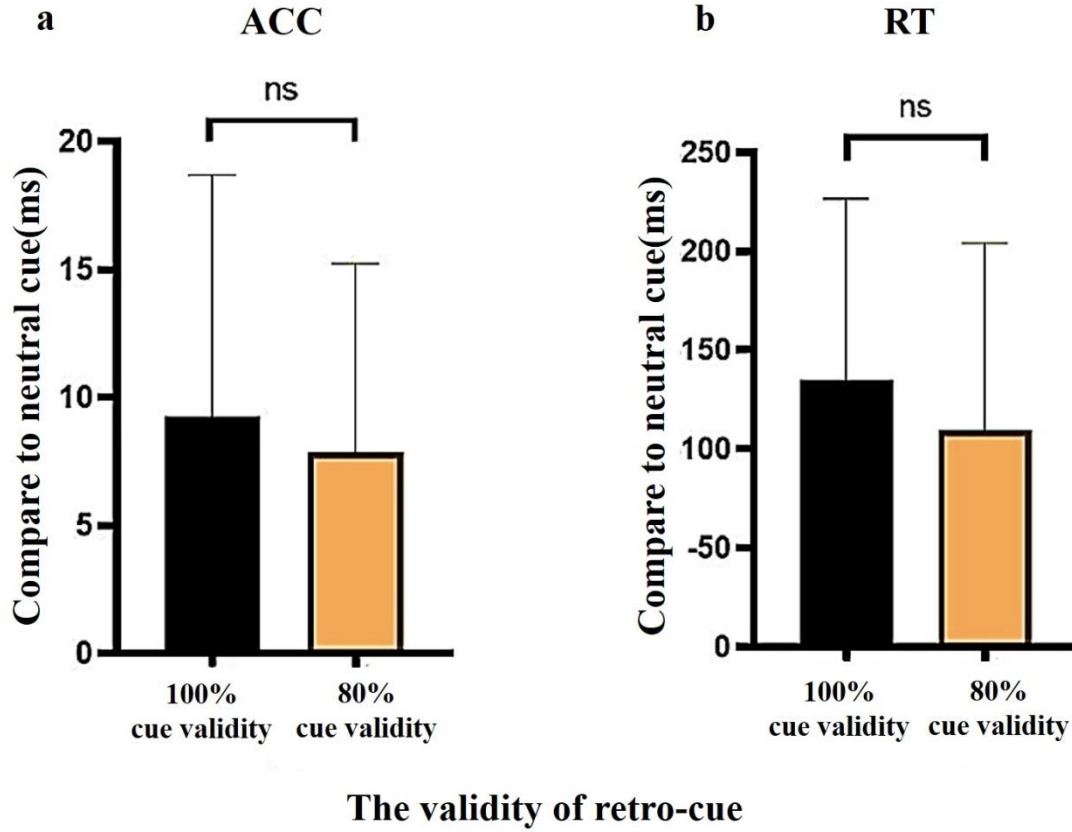 a
ACC
ns
Compare to neutral cue(ms)
20
15
10
5
0
100%
cue validity
80%
cue validity
b
RT
ns
Compare to neutral cue(ms)
250
200
150
100
-50
0
100%
cue validity
80%
cue validity
The validity of retro-cue